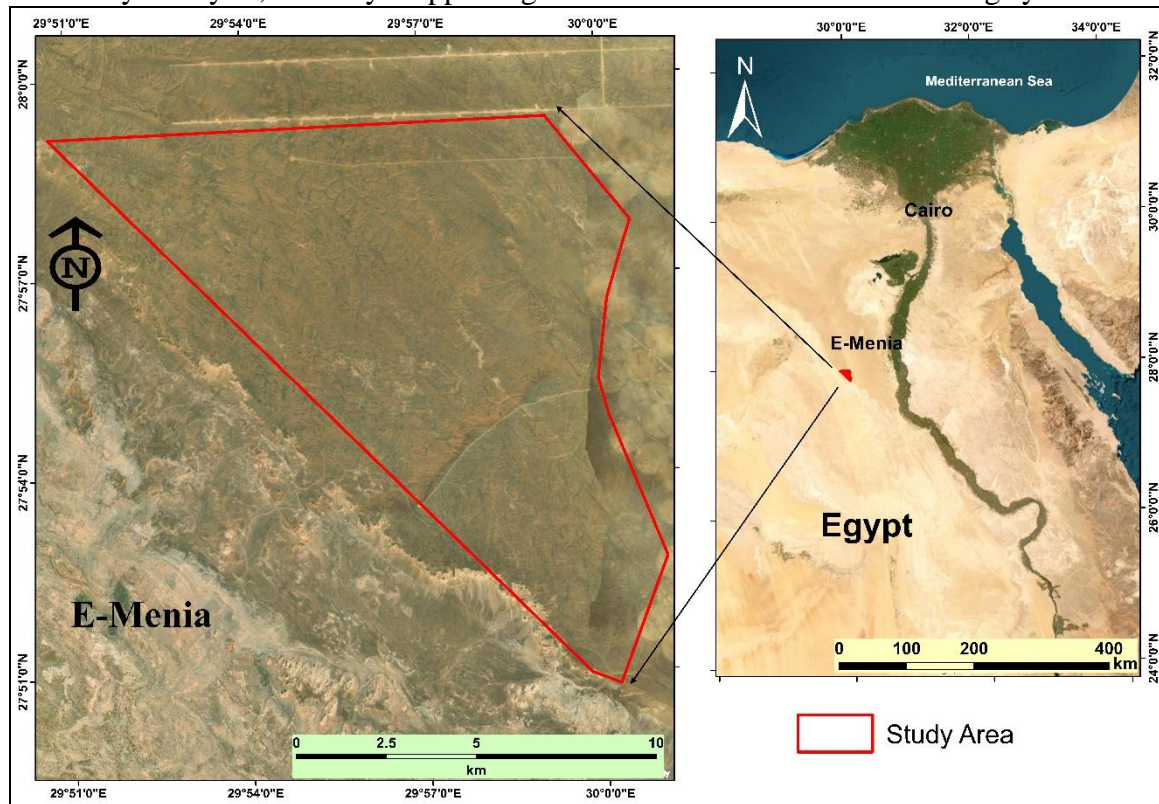 29°51'0"E 29°54'0"E 29°57'0"E 30°0'0"E
28°0'0"N
27°57'0"N
27°54'0"N
27°51'0"N
N
E-Menia
0 2.5 5 10
km
29°51'0"E 29°54'0"E 29°57'0"E 30°0'0"E
30°0'0"E 32°0'0"E 34°0'0"E
N
Mediterranean Sea
Cairo
E-Menia
Egypt
32°0'0"N
30°0'0"N
28°0'0"N
26°0'0"N
24°0'0"N
0 100 200 400
km
Study Area